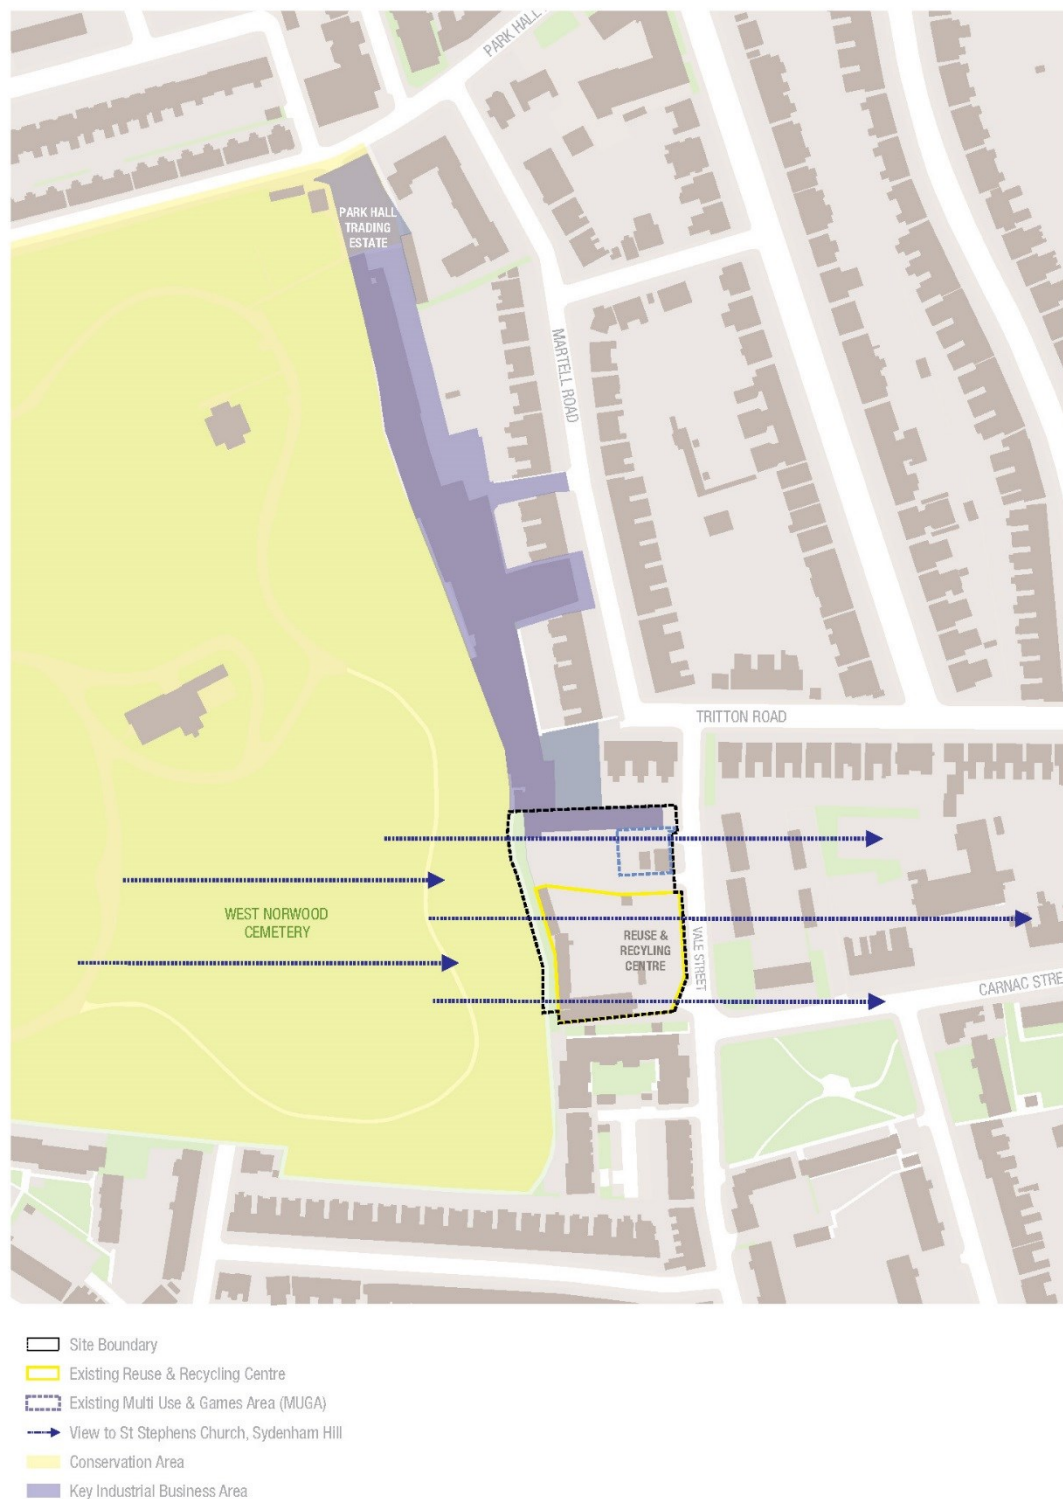 PARK HALL
PARK HALL
TRADING
ESTATE
MARTELL ROAD
TRITTON ROAD
WEST NORWOOD
CEMETERY
REUSE &
RECYLING
CENTRE
VALE STREET
CARNAC STRE
Site Boundary
Existing Reuse & Recycling Centre
Existing Multi Use & Games Area (MUGA)
View to St Stephens Church, Sydenham Hill
Conservation Area
Key Industrial Business Area